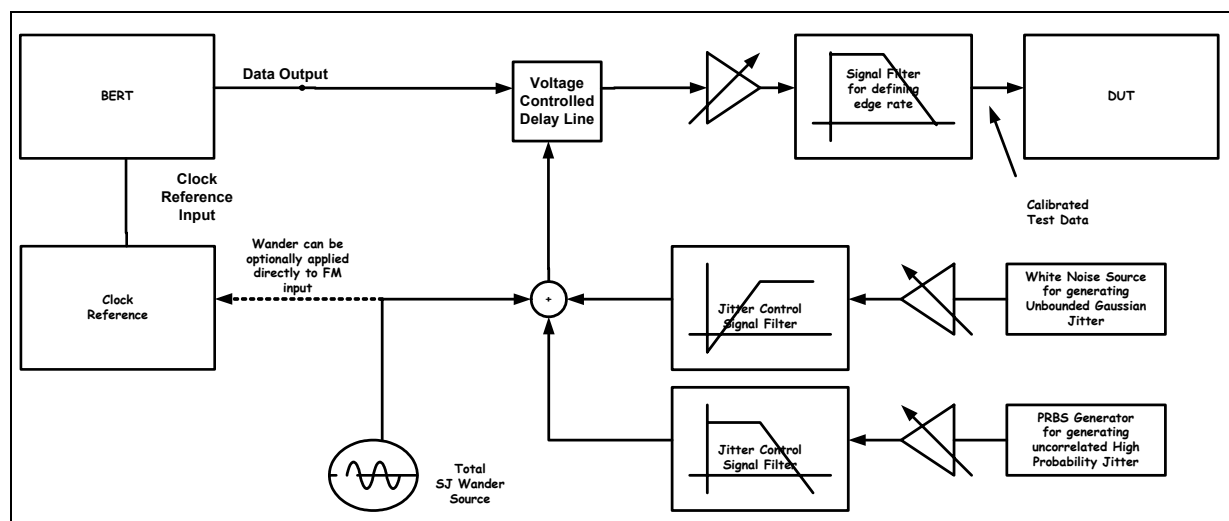 BERT
Data Output
Voltage
Controlled
Delay Line
Signal Filter
for defining
edge rate
DUT
Clock
Reference
Input
Calibrated
Test Data
Wander can be
optionally applied
directly to FM
input
Clock
Reference
+
Jitter Control
Signal Filter
White Noise Source
for generating
Unbounded Gaussian
Jitter
Jitter Control
Signal Filter
PRBS Generator
for generating
uncorrelated High
Probability Jitter
Total
SJ Wander
Source